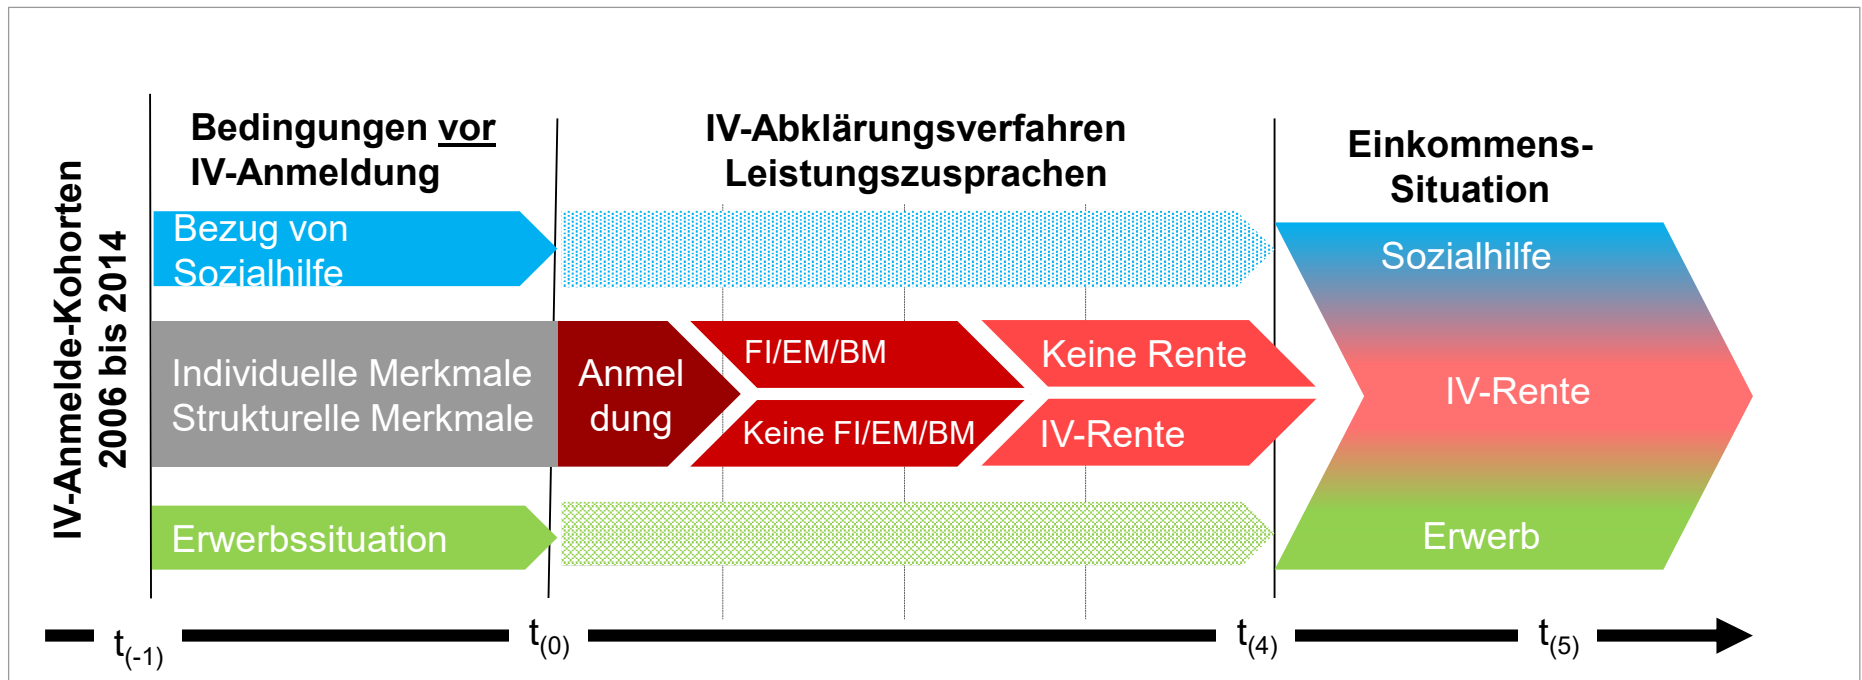 IV-Anmelde-Kohorten
2006 bis 2014
Bedingungen vor
IV-Anmeldung
IV-Abklärungsverfahren
Leistungszusprachen
Einkommens-
Situation
Bezug von
Sozialhilfe
Individuelle Merkmale
Strukturelle Merkmale
Erwerbssituation
Anmel
dung
FI/EM/BM
Keine FI/EM/BM
Keine Rente
IV-Rente
Sozialhilfe
IV-Rente
Erwerb
t(-1)
t(0)
t(4)
t(5)